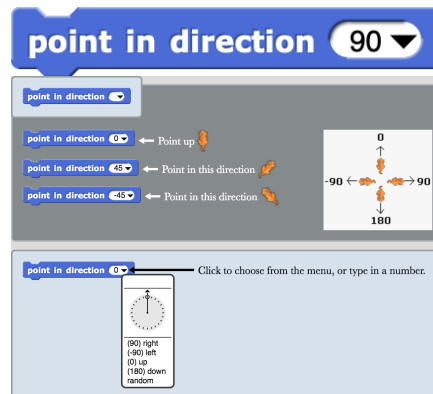 point in direction 90
point in direction
point in direction 0
Point up
point in direction 45
Point in this direction
point in direction -45
Point in this direction
0
-90
90
180
point in direction 0
Click to choose from the menu, or type in a number.
(90) right
(-90) left
(0) up
(180) down
random